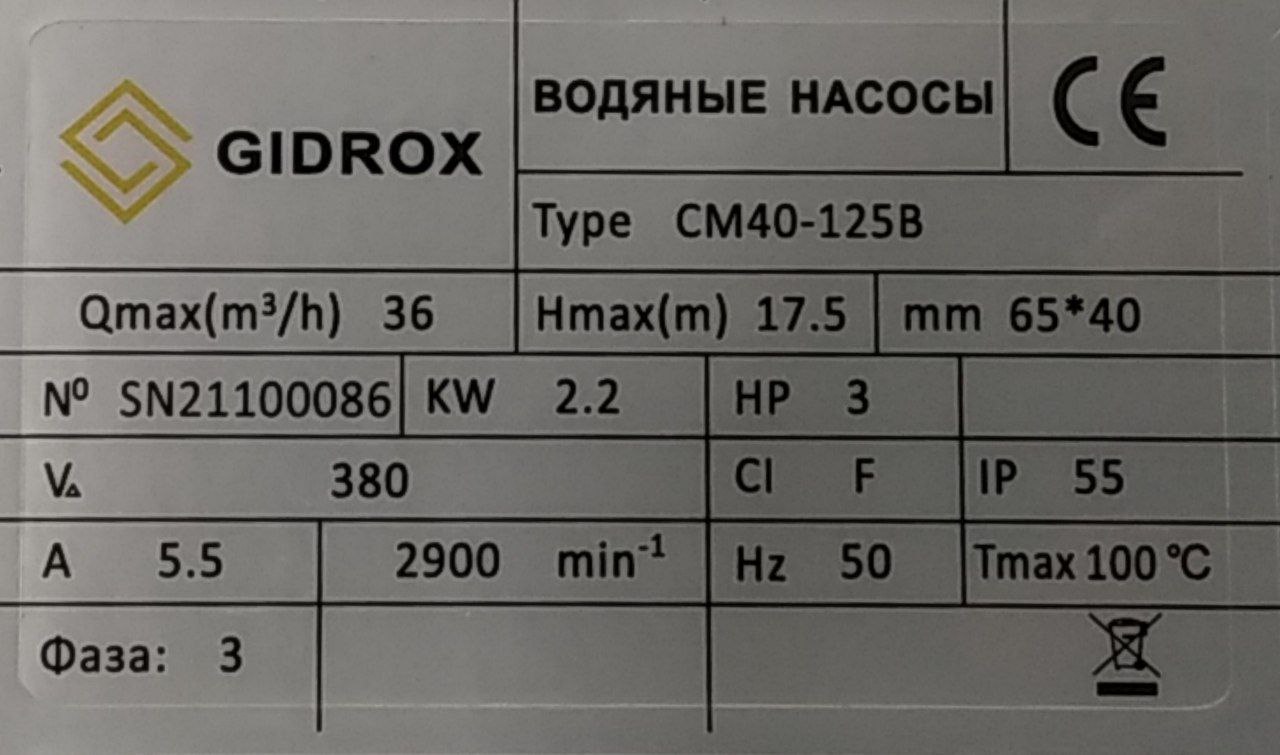 GIDROX
ВОДЯНЫЕ НАСОСЫ
CE
Type CM40-125B
Qmax(m³/h) 36 Hmax(m) 17.5 mm 65*40
Nº SN21100086 KW 2.2 HP 3
V△ 380 Cl F IP 55
A 5.5 2900 min⁻¹ Hz 50 Tmax 100 °C
Фаза: 3